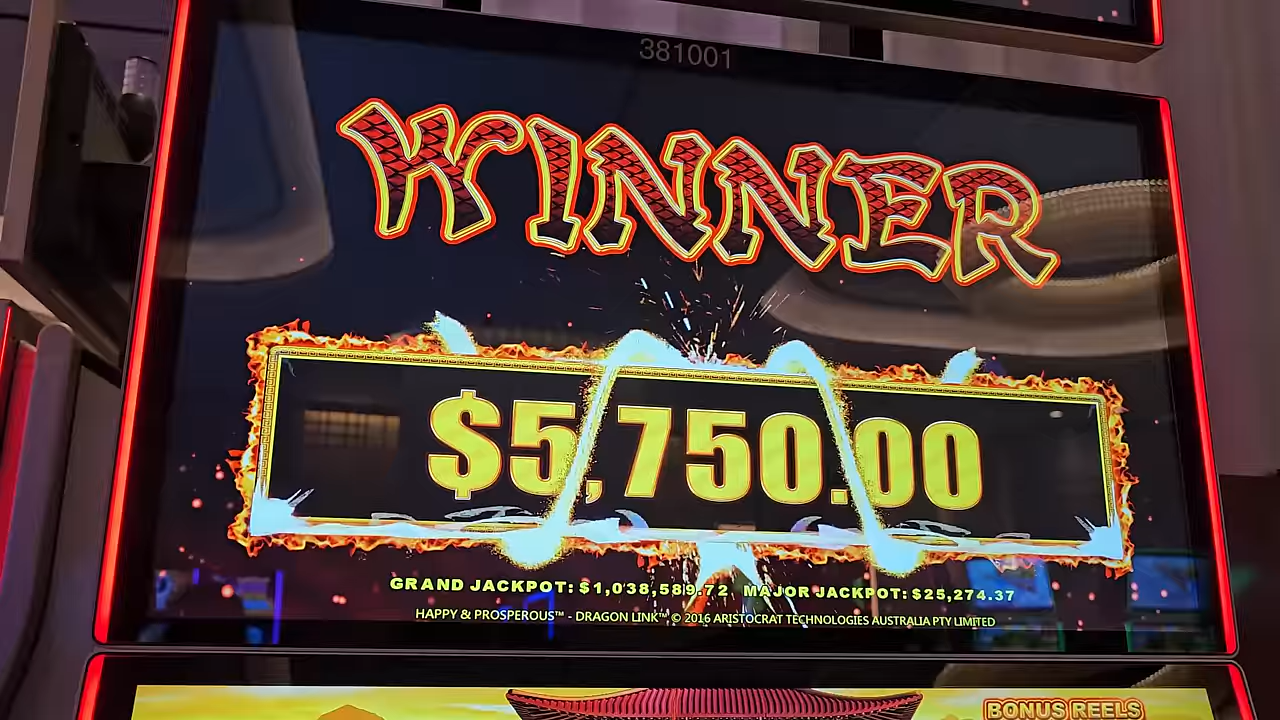 381001
WINNER
$5,750.00
GRAND JACKPOT: $1,038,589.72 MAJOR JACKPOT: $25,274.37
HAPPY & PROSPEROUS™ - DRAGON LINK™ © 2016 ARISTOCRAT TECHNOLOGIES AUSTRALIA PTY LIMITED
BONUS REELS